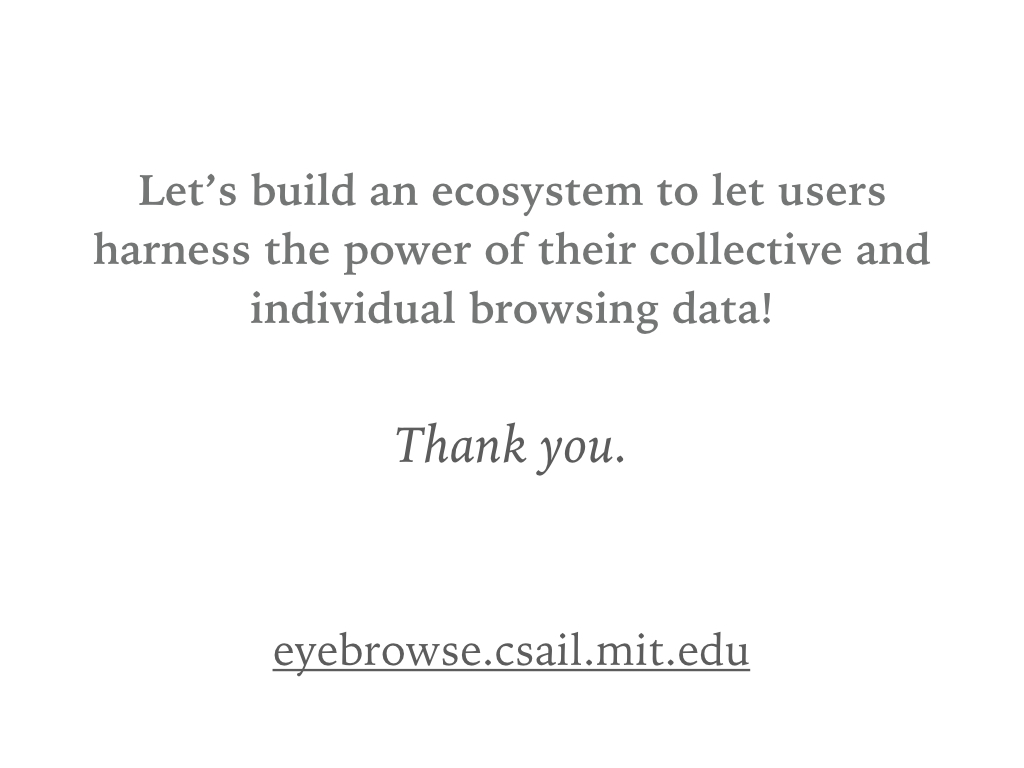 Let’s build an ecosystem to let users
harness the power of their collective and
individual browsing data!
Thank you.
eyebrowse.csail.mit.edu